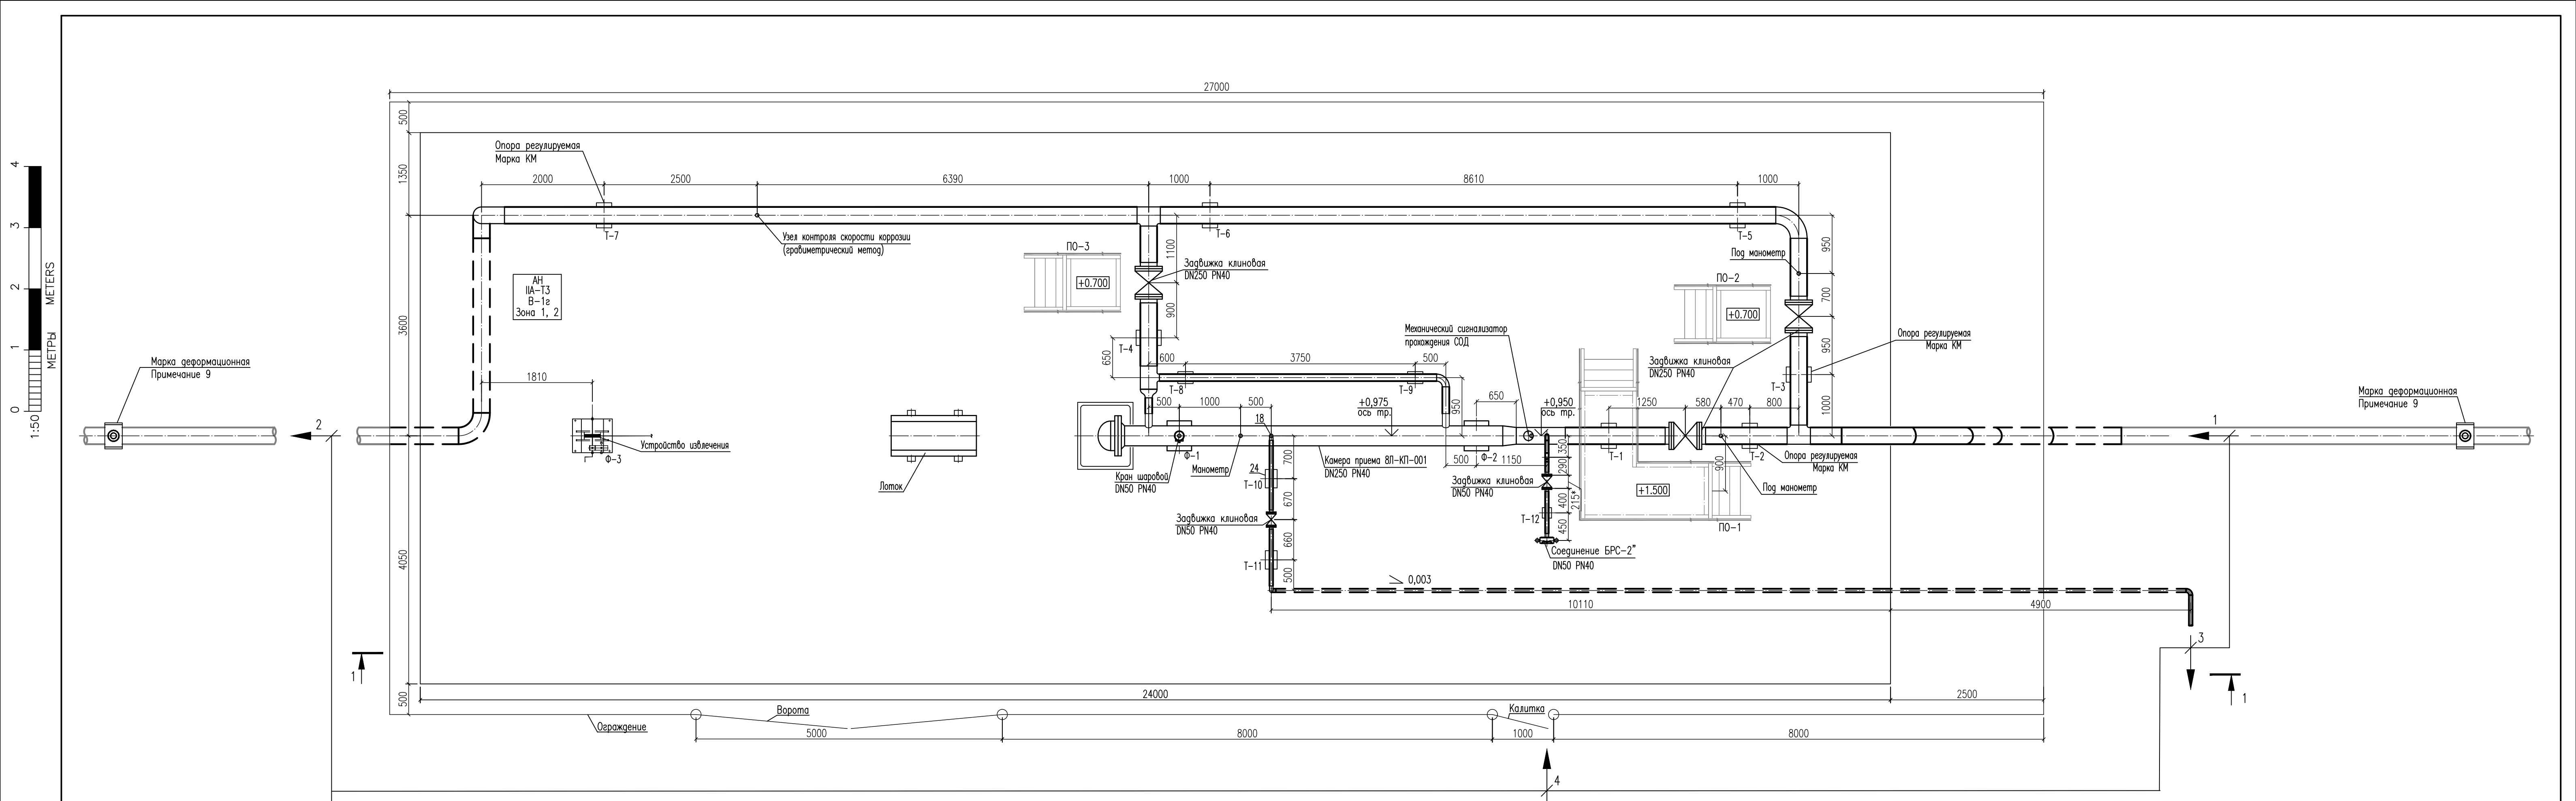 27000
500
Опора регулируемая
Марка КМ
1350
2000
2500
6390
1000
8610
1000
4
3
2
1
0
METERS
МЕТРЫ
1:50
Т-7
Узел контроля скорости коррозии
(гравиметрический метод)
Т-6
Т-5
1100
950
ПО-3
Под манометр
Задвижка клиновая
DN250 PN40
+0.700
АН
IIА-Т3
В-1г
Зона 1, 2
ПО-2
700
+0.700
900
3600
Механический сигнализатор
прохождения СОД
Опора регулируемая
Марка КМ
Т-4
950
650
600
3750
500
Задвижка клиновая
DN250 PN40
Марка деформационная
Примечание 9
1810
Т-8
Т-9
Т-3
Марка деформационная
Примечание 9
500
1000
500
+0,975
ось тр.
950
650
+0,950
ось тр.
1250
580
470
800
1000
18
2
1
Устройство извлечения
Ф-3
Ф-1
700
Камера приема 8П-КП-001
DN250 PN40
500
Ф-2
1150
350
290
Т-1
900
Т-2
Опора регулируемая
Марка КМ
Лоток
Манометр
Кран шаровой
DN50 PN40
24
Т-10
Задвижка клиновая
DN50 PN40
215*
+1.500
Под манометр
670
400
Задвижка клиновая
DN50 PN40
Т-12
450
ПО-1
660
Соединение БРС-2"
DN50 PN40
4050
Т-11
500
0,003
10110
4900
3
1
1
500
24000
2500
Ворота
Калитка
Ограждение
5000
8000
1000
8000
4